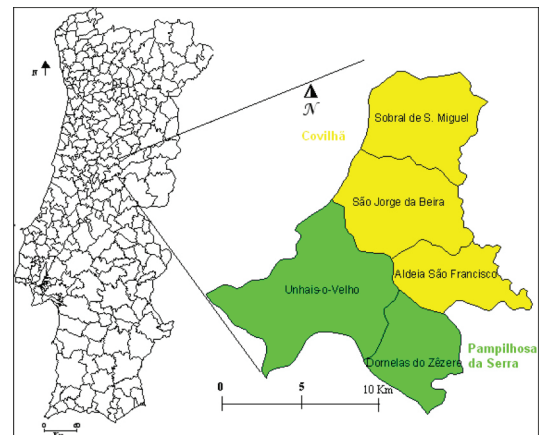 N
N
Sobral de S. Miguel
Covilhã
São Jorge da Beira
Aldeia São Francisco
Unhais-o-Velho
Pampilhosa
da Serra
Dornelas do Zêzere
0 5 10 Km
0